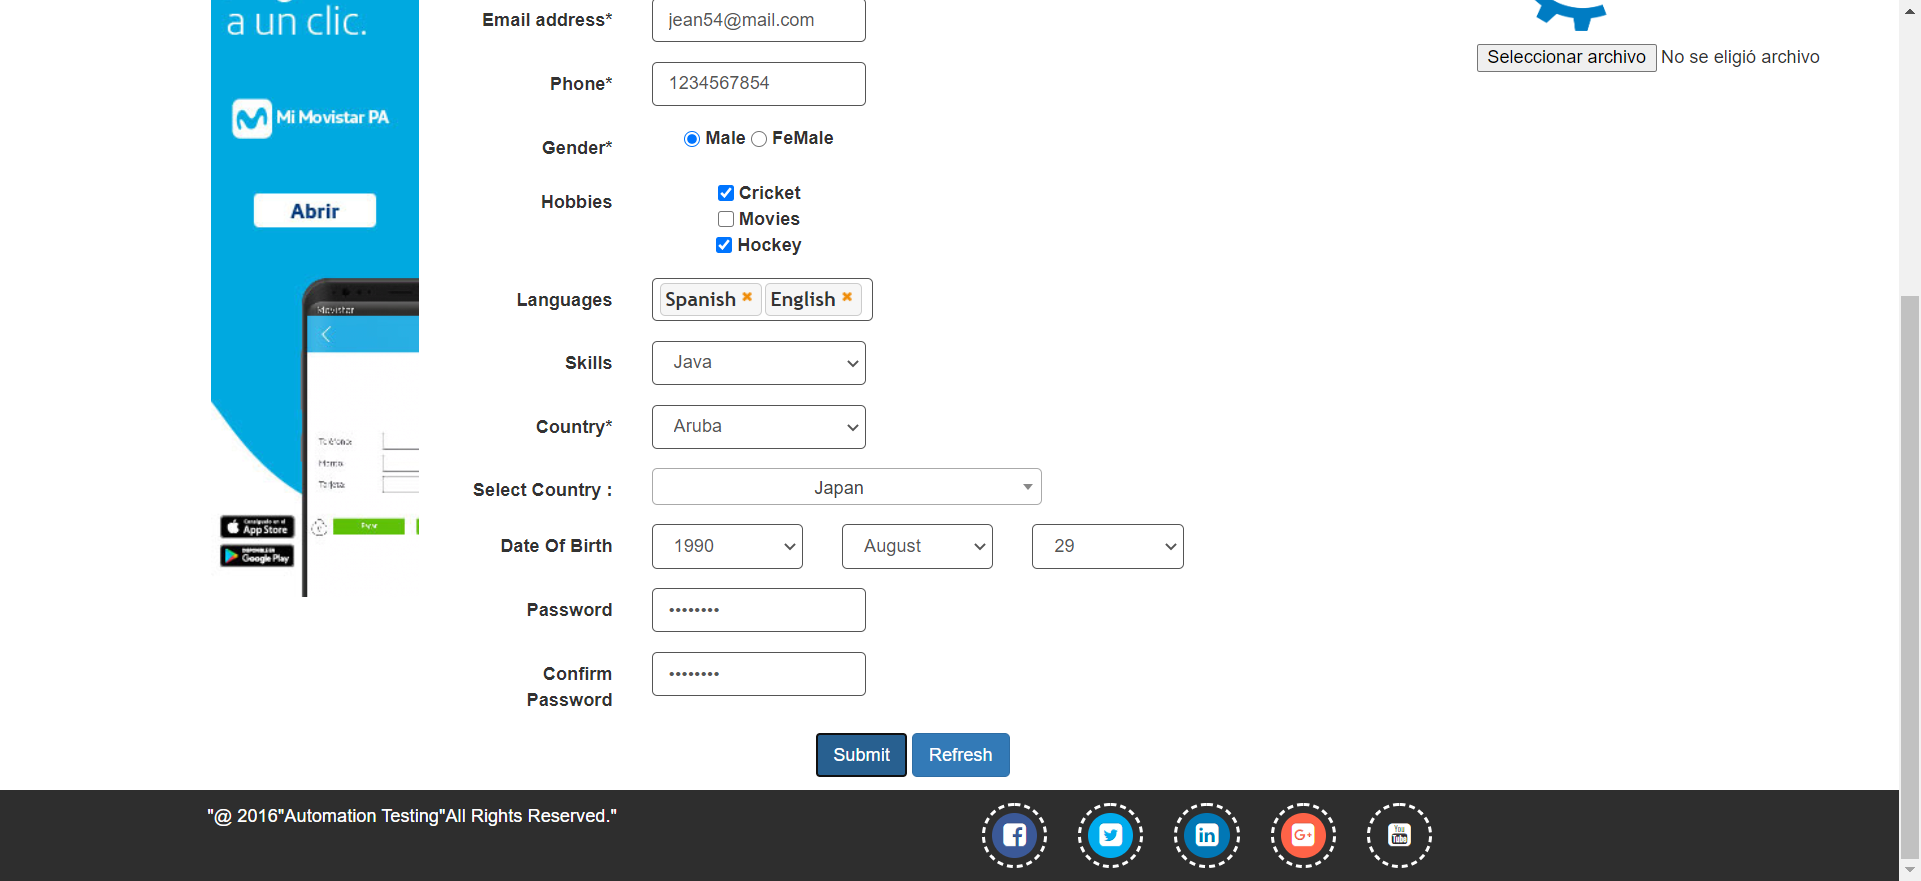 a un clic.
Mi Movistar PA
Abrir
Movistar
App Store
Google Play
Email address* jean54@mail.com
Phone* 1234567854
Gender* Male FeMale
Hobbies Cricket
Movies
Hockey
Languages Spanish English
Skills Java
Country* Aruba
Select Country : Japan
Date Of Birth 1990 August 29
Password ••••••••
Confirm Password ••••••••
Submit Refresh
Seleccionar archivo No se eligió archivo
"@ 2016"Automation Testing"All Rights Reserved."
You
Tube